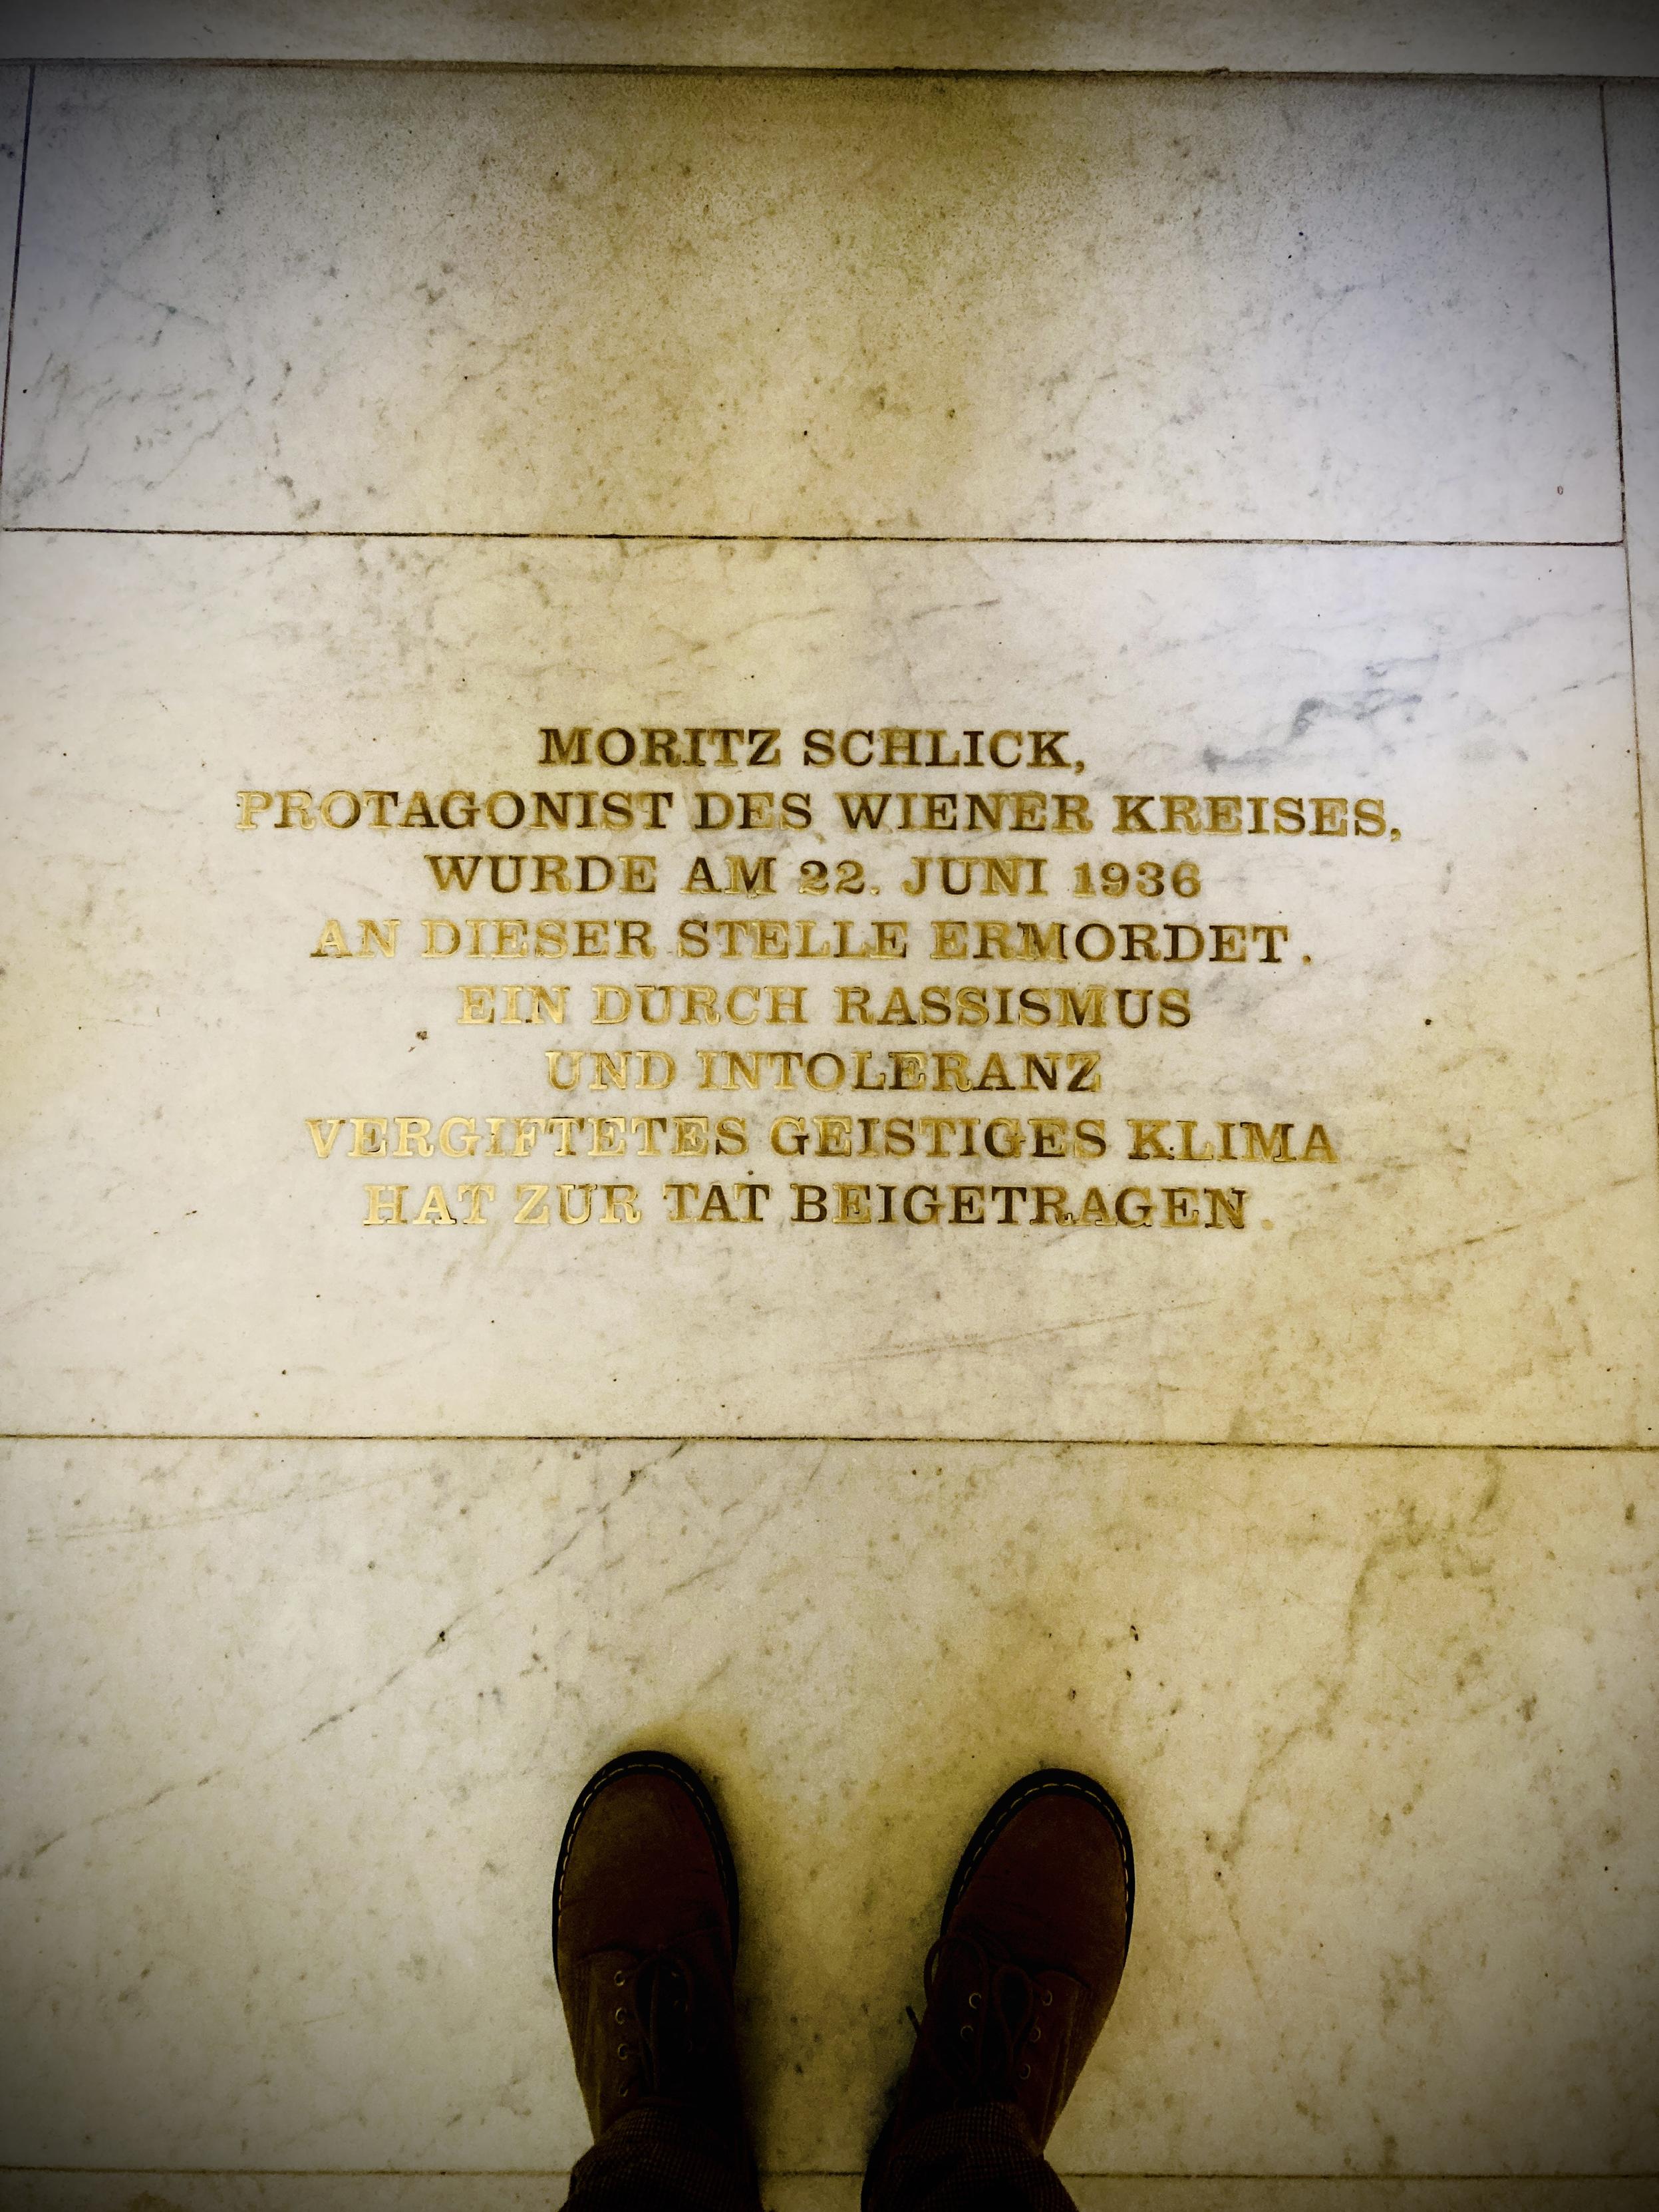 MORITZ SCHLICK,
PROTAGONIST DES WIENER KREISES,
WURDE AM 22. JUNI 1936
AN DIESER STELLE ERMORDET.
EIN DURCH RASSISMUS
UND INTOLERANZ
VERGIFTETES GEISTIGES KLIMA
HAT ZUR TAT BEIGETRAGEN.